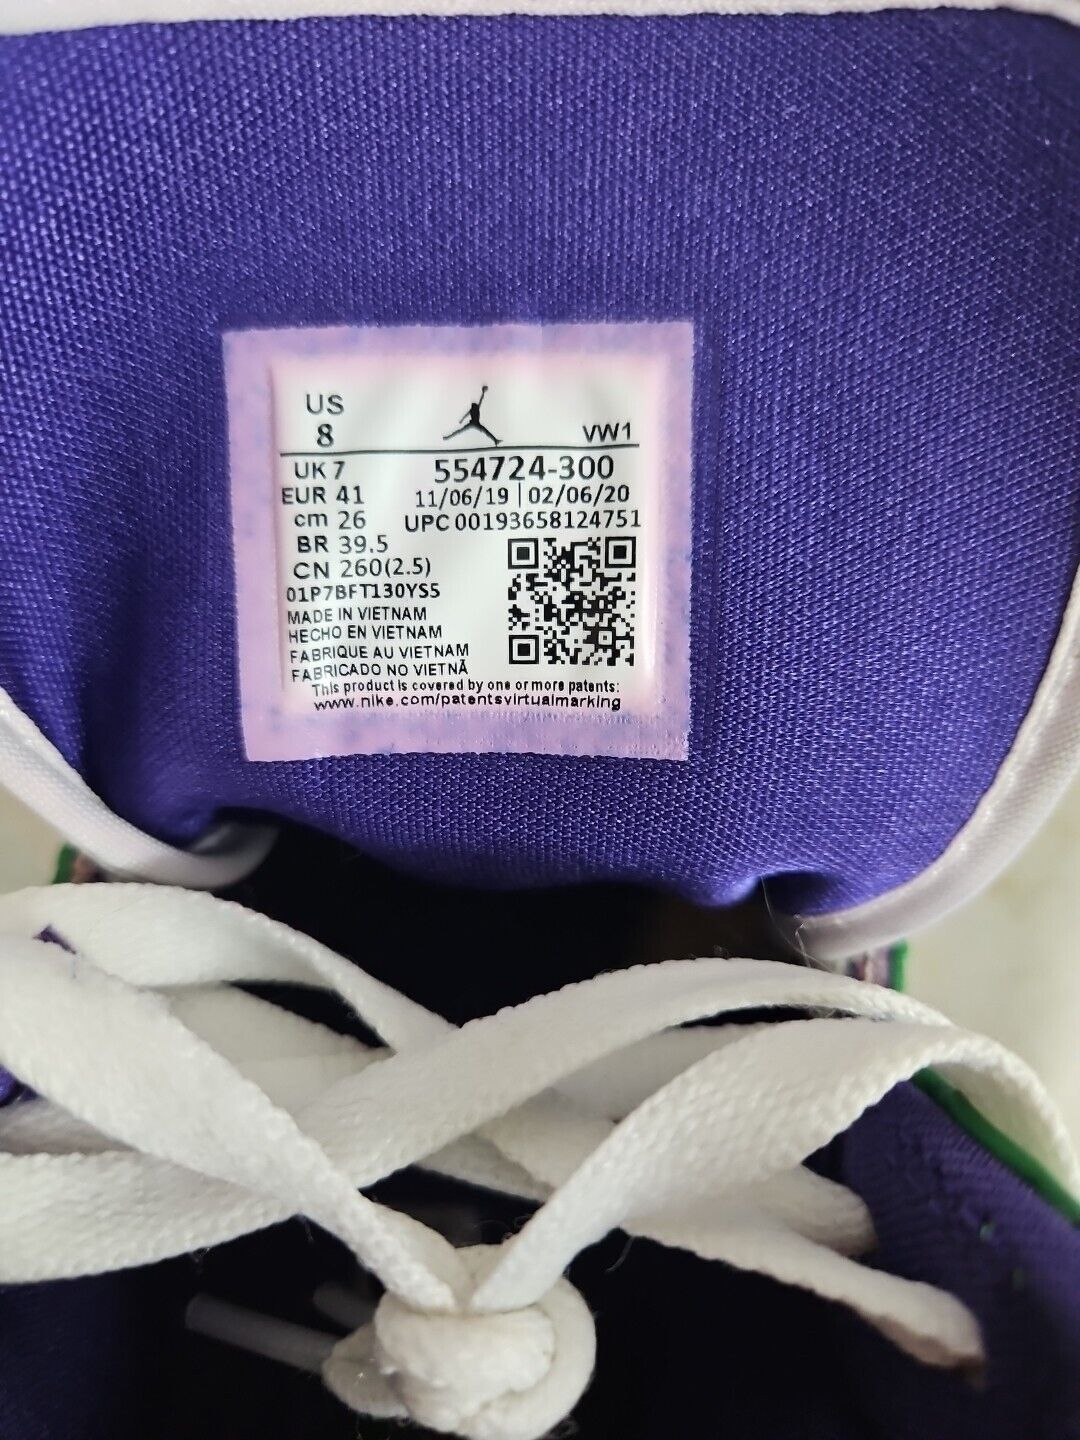 US
8
VW1
UK 7
554724-300
EUR 41
11/06/19 | 02/06/20
cm 26
UPC 00193658124751
BR 39.5
CN 260(2.5)
01P7BFT130YS5
MADE IN VIETNAM
HECHO EN VIETNAM
FABRIQUE AU VIETNAM
FABRICADO NO VIETNÃ
This product is covered by one or more patents:
www.nike.com/patentsvirtualmarking